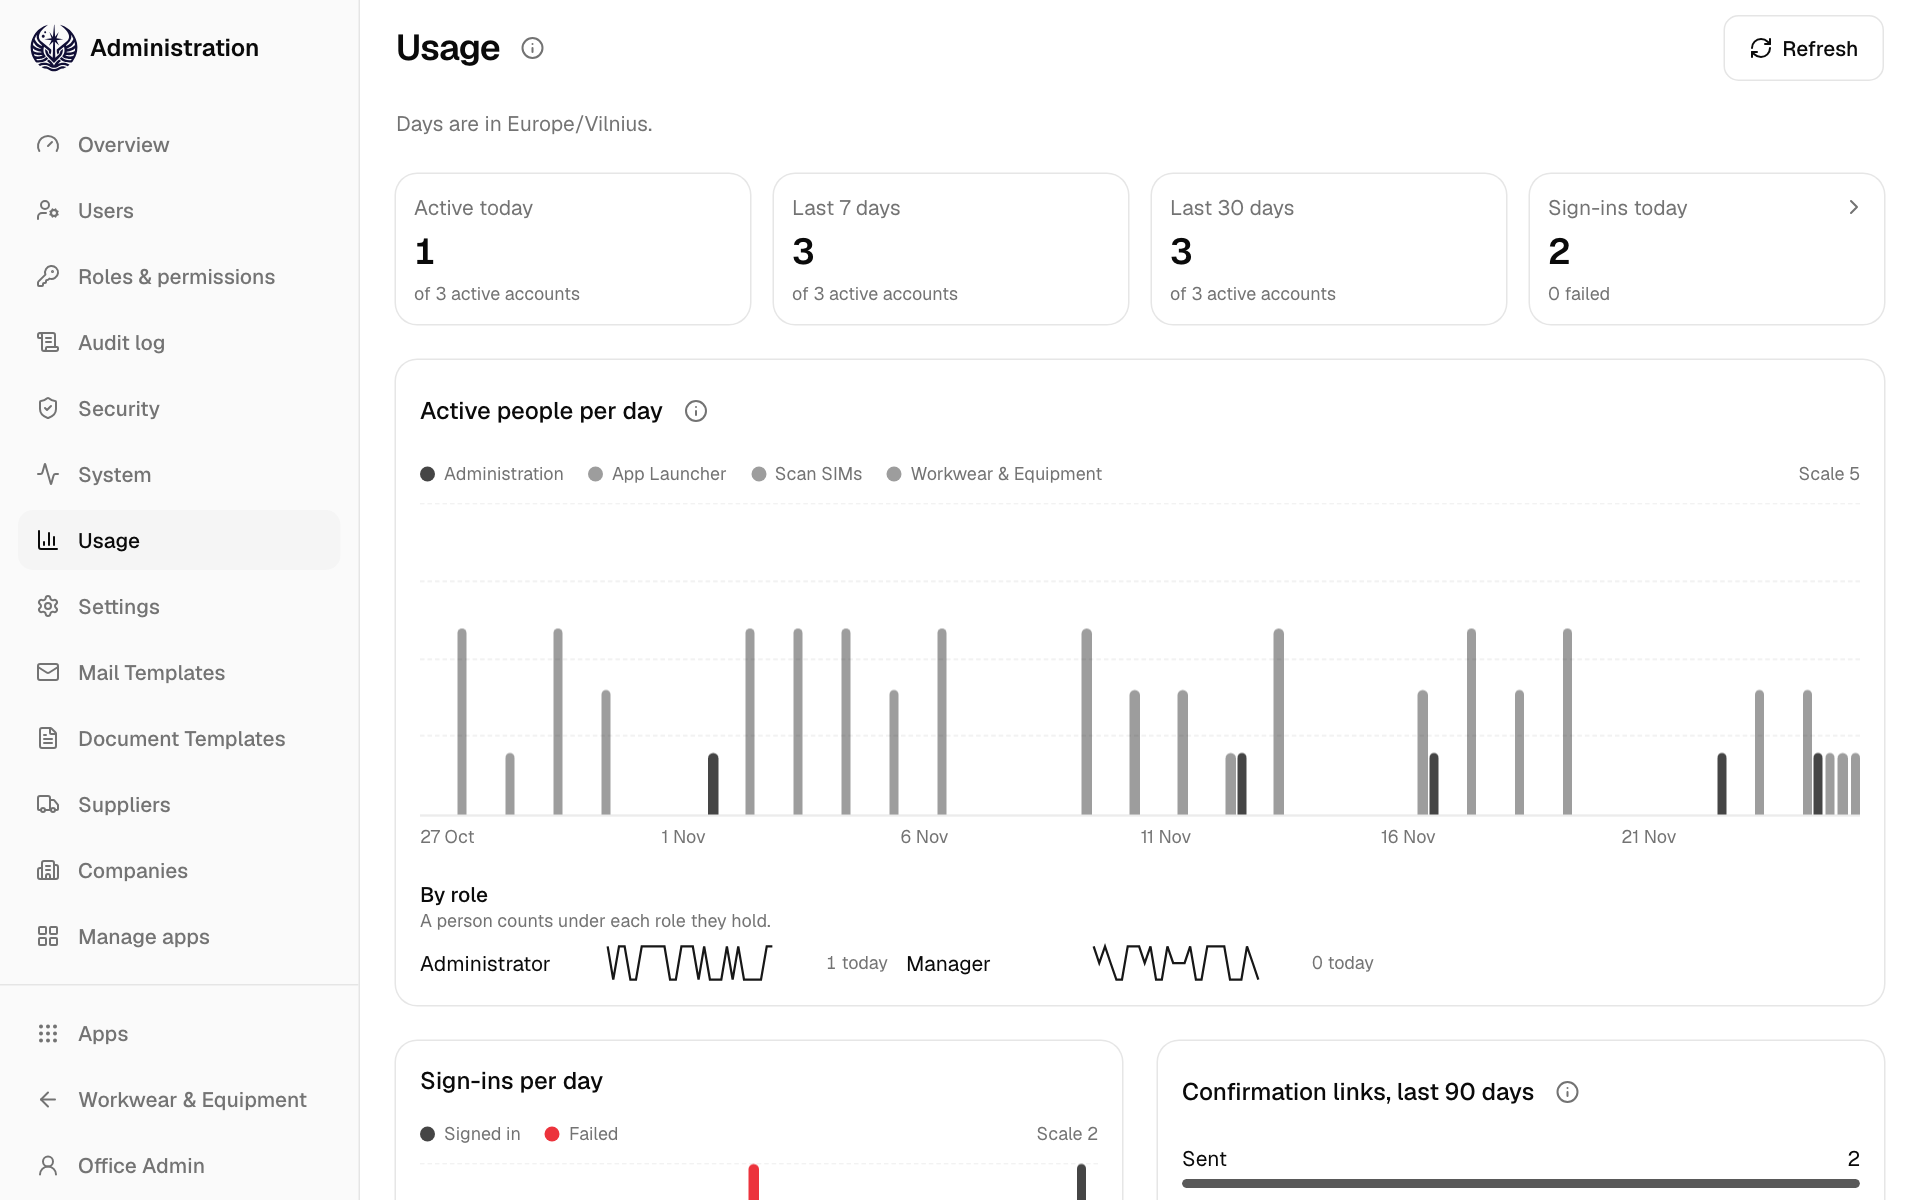 Administration
Overview
Users
Roles & permissions
Audit log
Security
System
Usage
Settings
Mail Templates
Document Templates
Suppliers
Companies
Manage apps
Apps
Workwear & Equipment
Office Admin
Usage
Refresh
Days are in Europe/Vilnius.
Active today
1
of 3 active accounts
Last 7 days
3
of 3 active accounts
Last 30 days
3
of 3 active accounts
Sign-ins today
2
0 failed
Active people per day
Administration App Launcher Scan SIMs Workwear & Equipment Scale 5
27 Oct 1 Nov 6 Nov 11 Nov 16 Nov 21 Nov
By role
A person counts under each role they hold.
Administrator 1 today Manager 0 today
Sign-ins per day
Signed in Failed Scale 2
Confirmation links, last 90 days
Sent 2